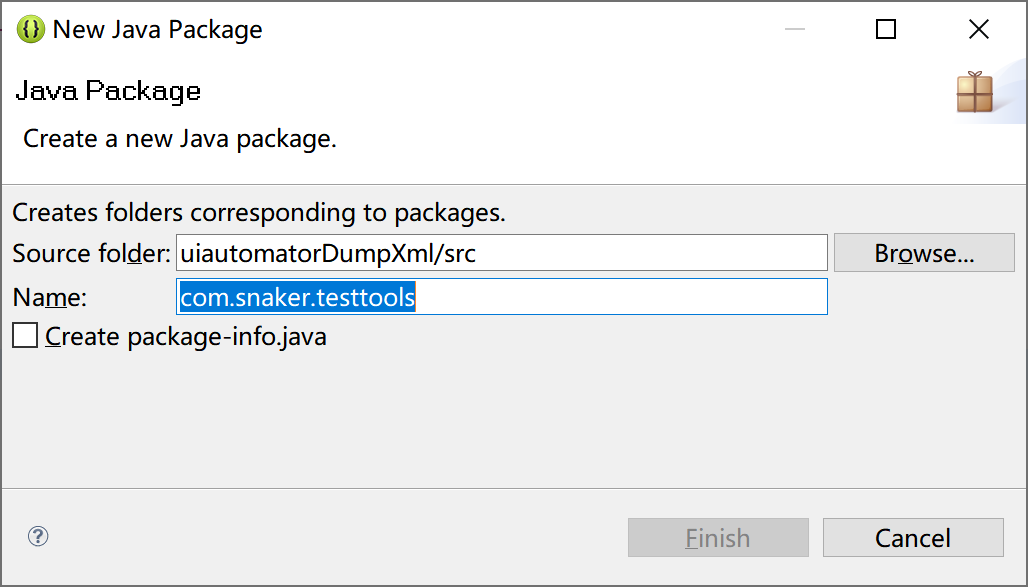 New Java Package
Java Package
Create a new Java package.
Creates folders corresponding to packages.
Source folder: uiautomatorDumpXml/src Browse...
Name: com.snaker.testtools
Create package-info.java
? Finish Cancel